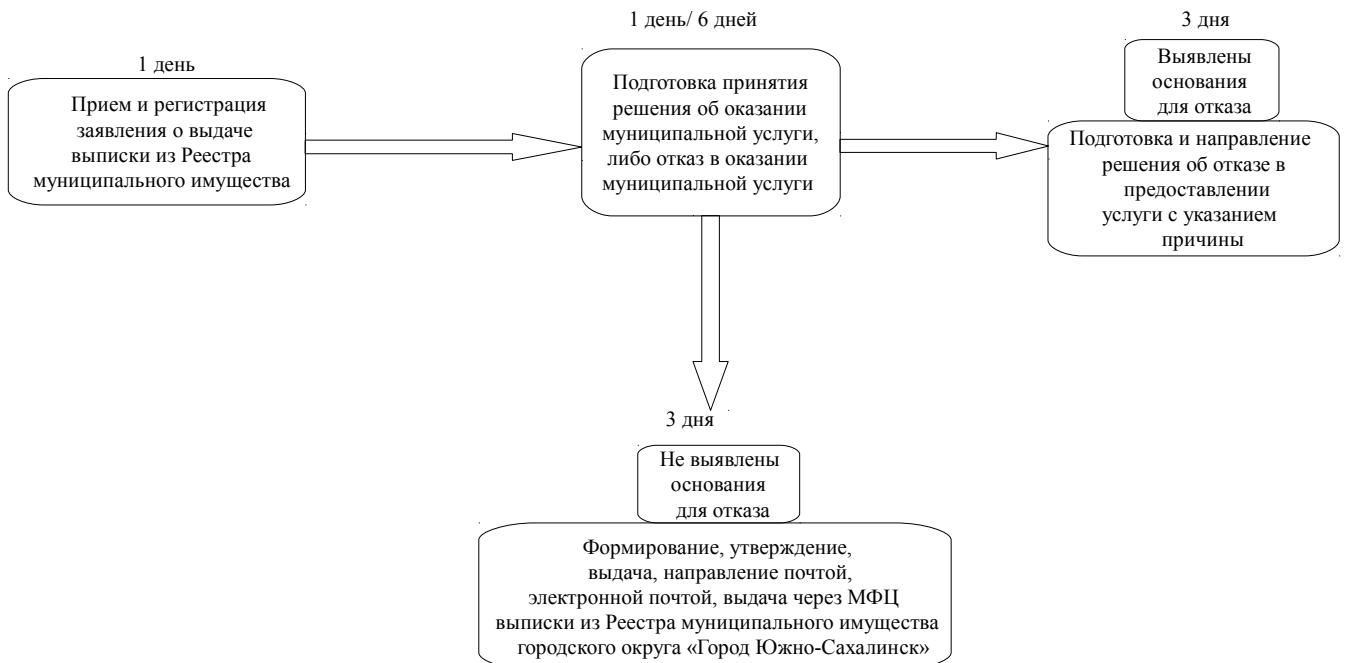 1 день
Прием и регистрация
заявления о выдаче
выписки из Реестра
муниципального имущества
1 день/ 6 дней
Подготовка принятия
решения об оказании
муниципальной услуги,
либо отказ в оказании
муниципальной услуги
3 дня
Выявлены
основания
для отказа
Подготовка и направление
решения об отказе в
предоставлении
услуги с указанием
причины
3 дня
Не выявлены
основания
для отказа
Формирование, утверждение,
выдача, направление почтой,
электронной почтой, выдача через МФЦ
выписки из Реестра муниципального имущества
городского округа «Город Южно-Сахалинск»